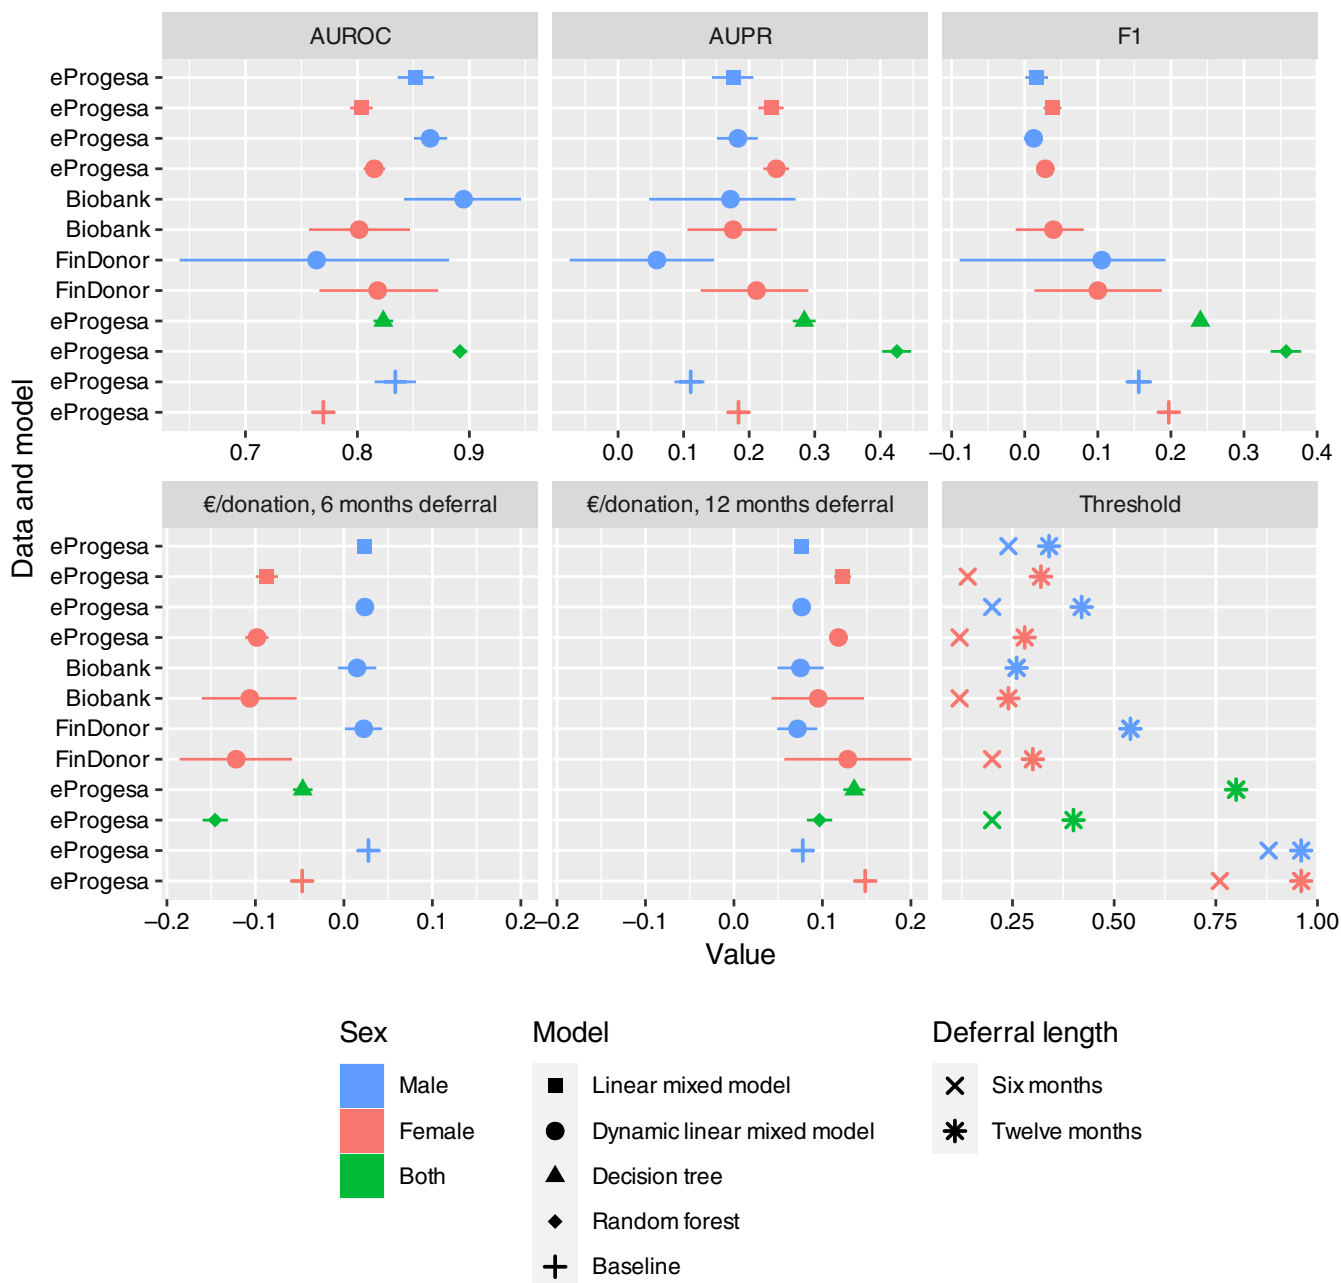 AUROC AUPR F1
eProgesa
eProgesa
eProgesa
eProgesa
Biobank
Biobank
FinDonor
FinDonor
eProgesa
eProgesa
eProgesa
eProgesa
0.7 0.8 0.9 0.0 0.1 0.2 0.3 0.4 −0.1 0.0 0.1 0.2 0.3 0.4
Data and model
€/donation, 6 months deferral €/donation, 12 months deferral Threshold
eProgesa
eProgesa
eProgesa
eProgesa
Biobank
Biobank
FinDonor
FinDonor
eProgesa
eProgesa
eProgesa
eProgesa
−0.2 −0.1 0.0 0.1 0.2 −0.2 −0.1 0.0 0.1 0.2 0.25 0.50 0.75 1.00
Value
Sex
Male
Female
Both
Model
Linear mixed model
Dynamic linear mixed model
Decision tree
Random forest
Baseline
Deferral length
Six months
Twelve months